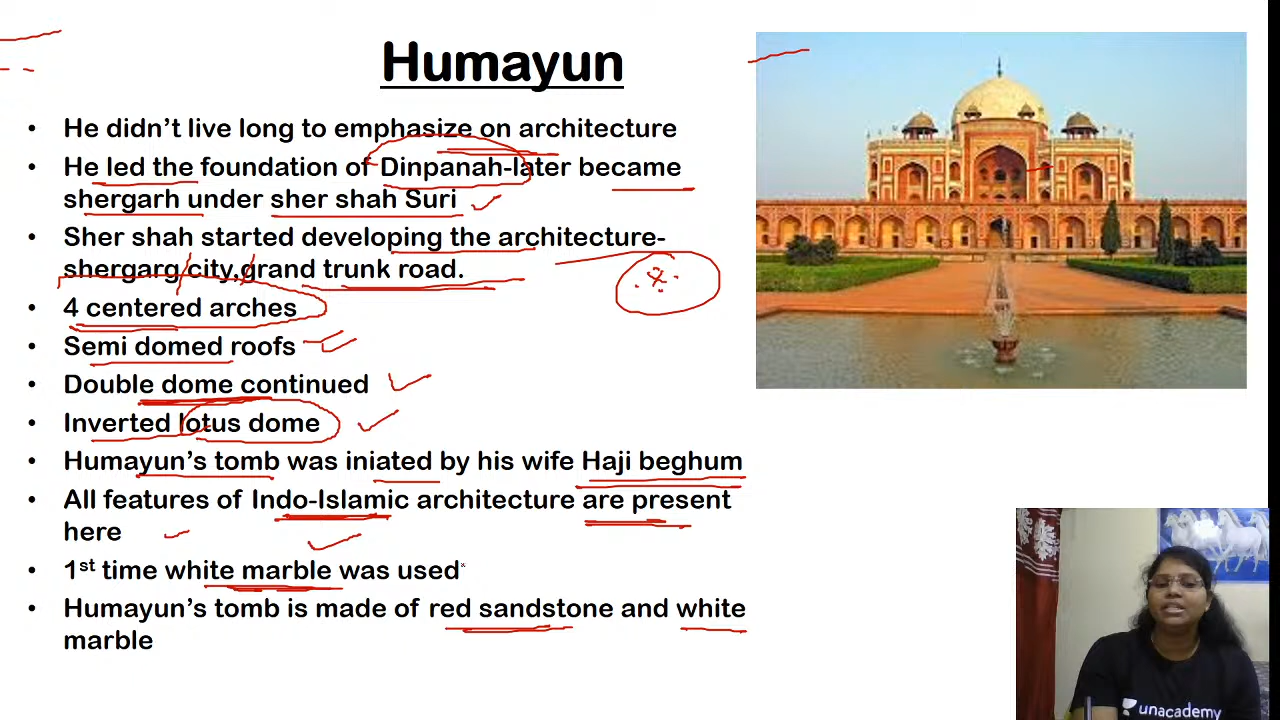 Humayun
• He didn't live long to emphasize on architecture
• He led the foundation of Dinpanah-later became
shergarh under sher shah Suri
• Sher shah started developing the architecture-
shergarg city,grand trunk road.
• 4 centered arches
• Semi domed roofs
• Double dome continued
• Inverted lotus dome
• Humayun's tomb was iniated by his wife Haji beghum
• All features of Indo-Islamic architecture are present
here
• 1st time white marble was used
• Humayun's tomb is made of red sandstone and white
marble
unacademy